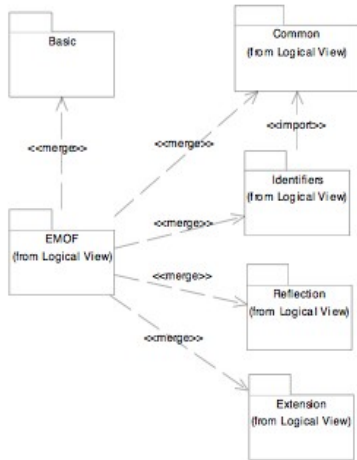 Basic
Common
(from Logical View)
<<merge>>
<<merge>>
<<import>>
Identifiers
(from Logical View)
<<merge>>
EMOF
(from Logical View)
<<merge>>
Reflection
(from Logical View)
<<merge>>
Extension
(from Logical View)